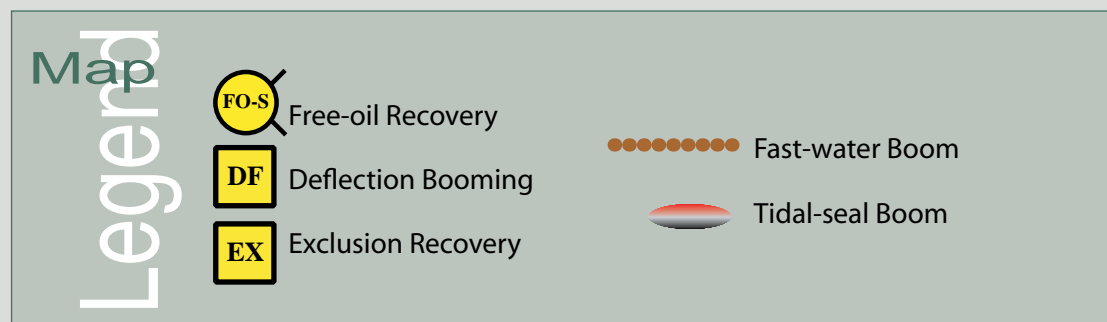 Map
Legend
FO-S Free-oil Recovery
DF Deflection Booming
EX Exclusion Recovery
Fast-water Boom
Tidal-seal Boom